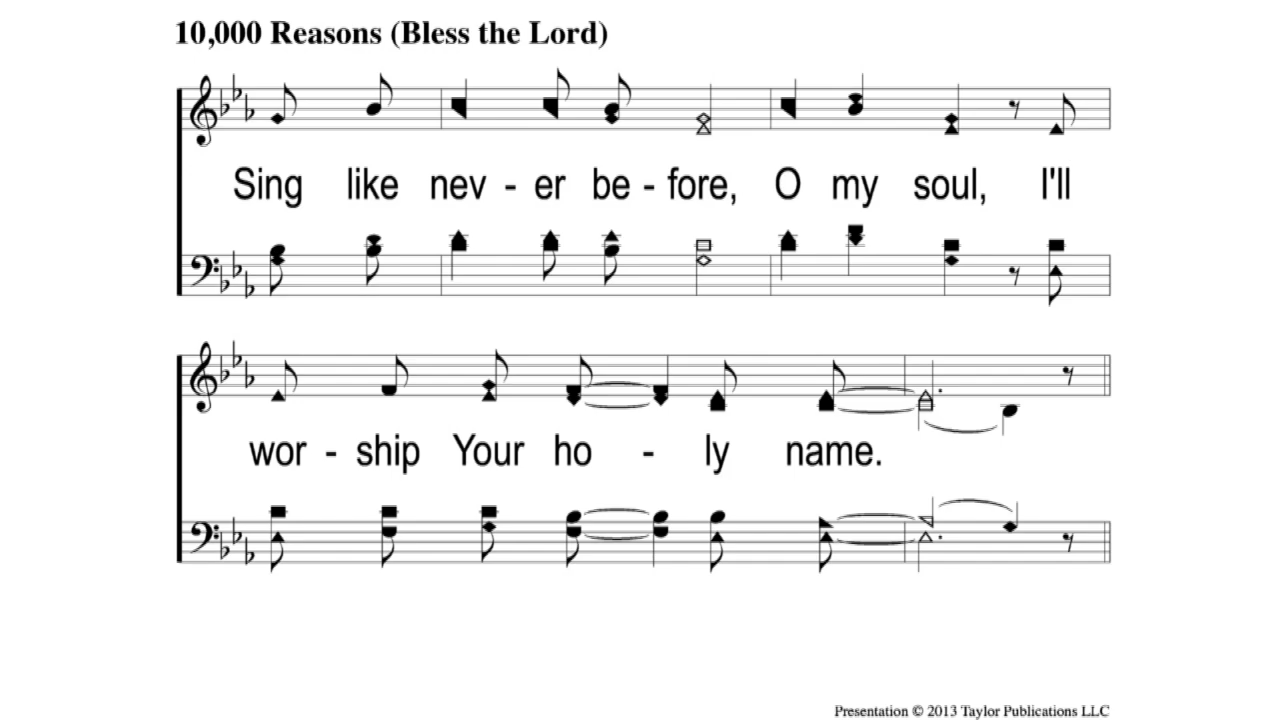 10,000 Reasons (Bless the Lord)
Sing like nev - er be - fore, O my soul, I'll
wor - ship Your ho - ly name.
Presentation © 2013 Taylor Publications LLC